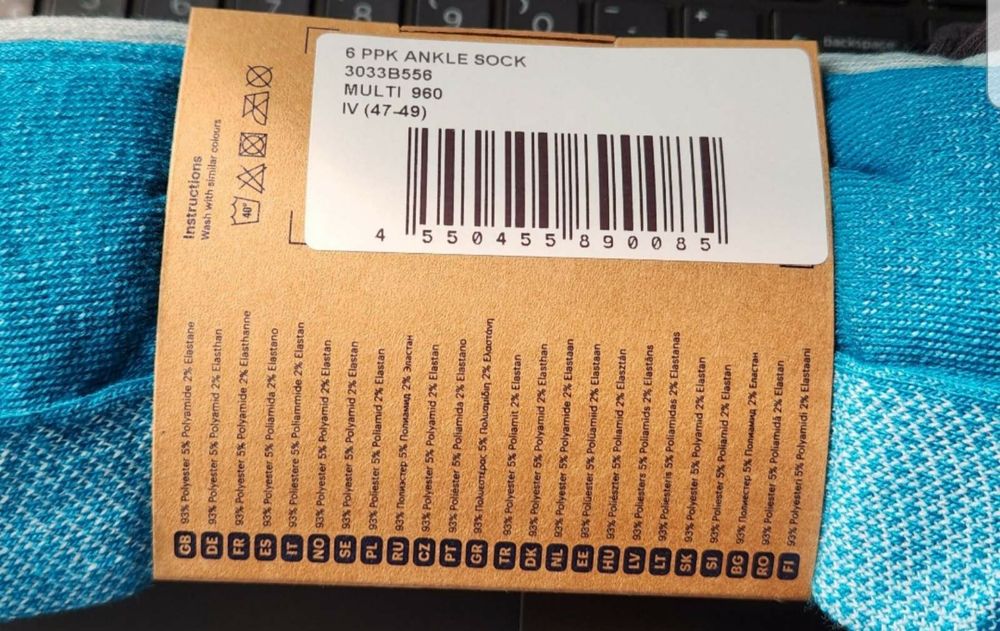 6 PPK ANKLE SOCK
3033B556
MULTI 960
IV (47-49)
4 550455 890085
Instructions
Wash with similar colours
40°
GB 93% Polyester 5% Polyamide 2% Elastane
DE 93% Polyester 5% Polyamid 2% Elasthan
FR 93% Polyester 5% Polyamide 2% Elasthanne
ES 93% Polyester 5% Poliamida 2% Elastano
IT 93% Poliestere 5% Poliammide 2% Elastan
NO 93% Polyester 5% Polyamid 2% Elastan
SE 93% Polyester 5% Polyamid 2% Elastan
PL 93% Poliester 5% Poliamid 2% Elastan
RU 93% Полиэстер 5% Полиамид 2% Эластан
CZ 93% Polyester 5% Polyamid 2% Elastan
PT 93% Poliéster 5% Poliamida 2% Elastano
GR 93% Πολυεστέρας 5% Πολυαμίδιη 2% Ελαστάνη
TR 93% Polyester 5% Poliamit 2% Elastan
DK 93% Polyester 5% Polyamid 2% Elasthan
NL 93% Polyester 5% Polyamide 2% Elastaan
EE 93% Polüester 5% Polüamiid 2% Elastaan
HU 93% Poliészter 5% Poliamid 2% Elasztán
LV 93% Poliesters 5% Poliamids 2% Elastāns
LT 93% Poliesteris 5% Poliamidas 2% Elastanas
SK 93% Polyester 5% Polyamid 2% Elastan
SI 93% Poliester 5% Poliamid 2% Elastan
BG 93% Полиестер 5% Полиамид 2% Еластан
RO 93% Poliester 5% Poliamidă 2% Elastan
FI 93% Polyesteri 5% Polyamidi 2% Elastaani
Backspace